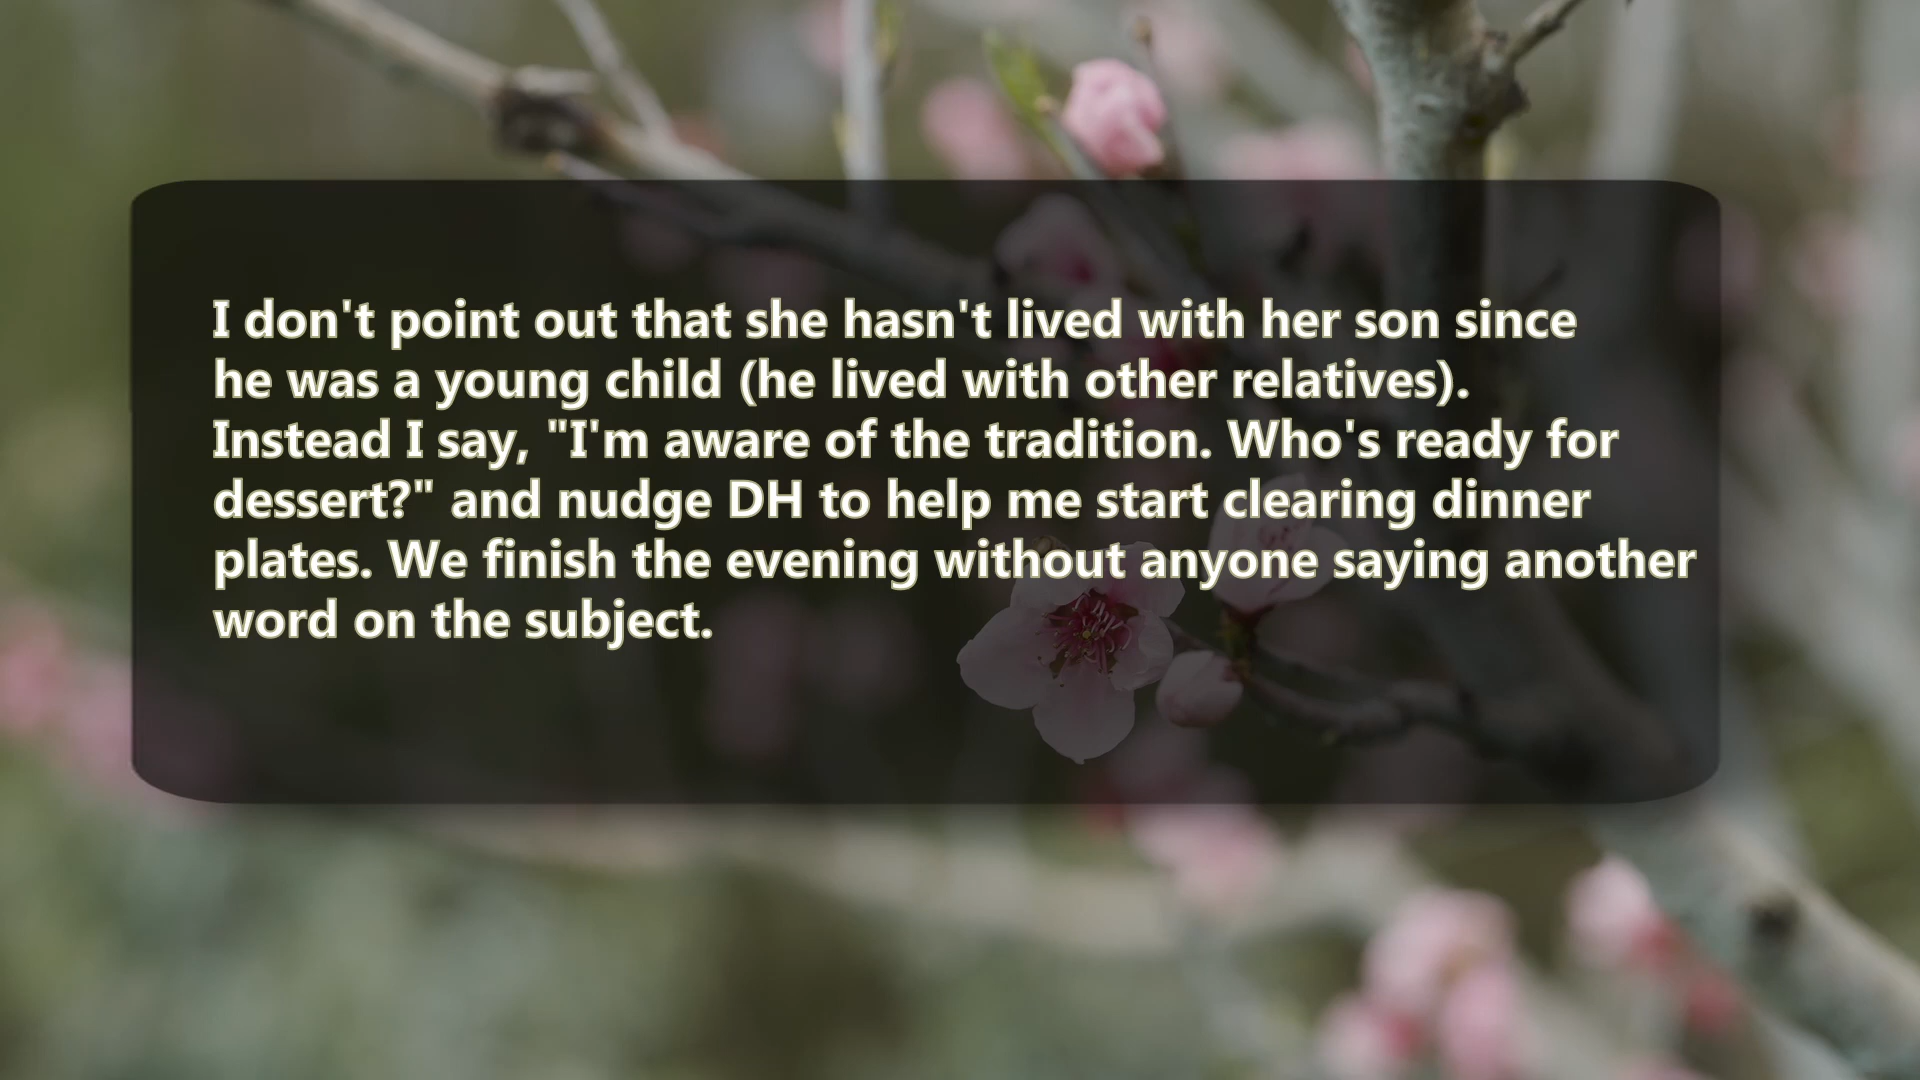 I don't point out that she hasn't lived with her son since
he was a young child (he lived with other relatives).
Instead I say, "I'm aware of the tradition. Who's ready for
dessert?" and nudge DH to help me start clearing dinner
plates. We finish the evening without anyone saying another
word on the subject.